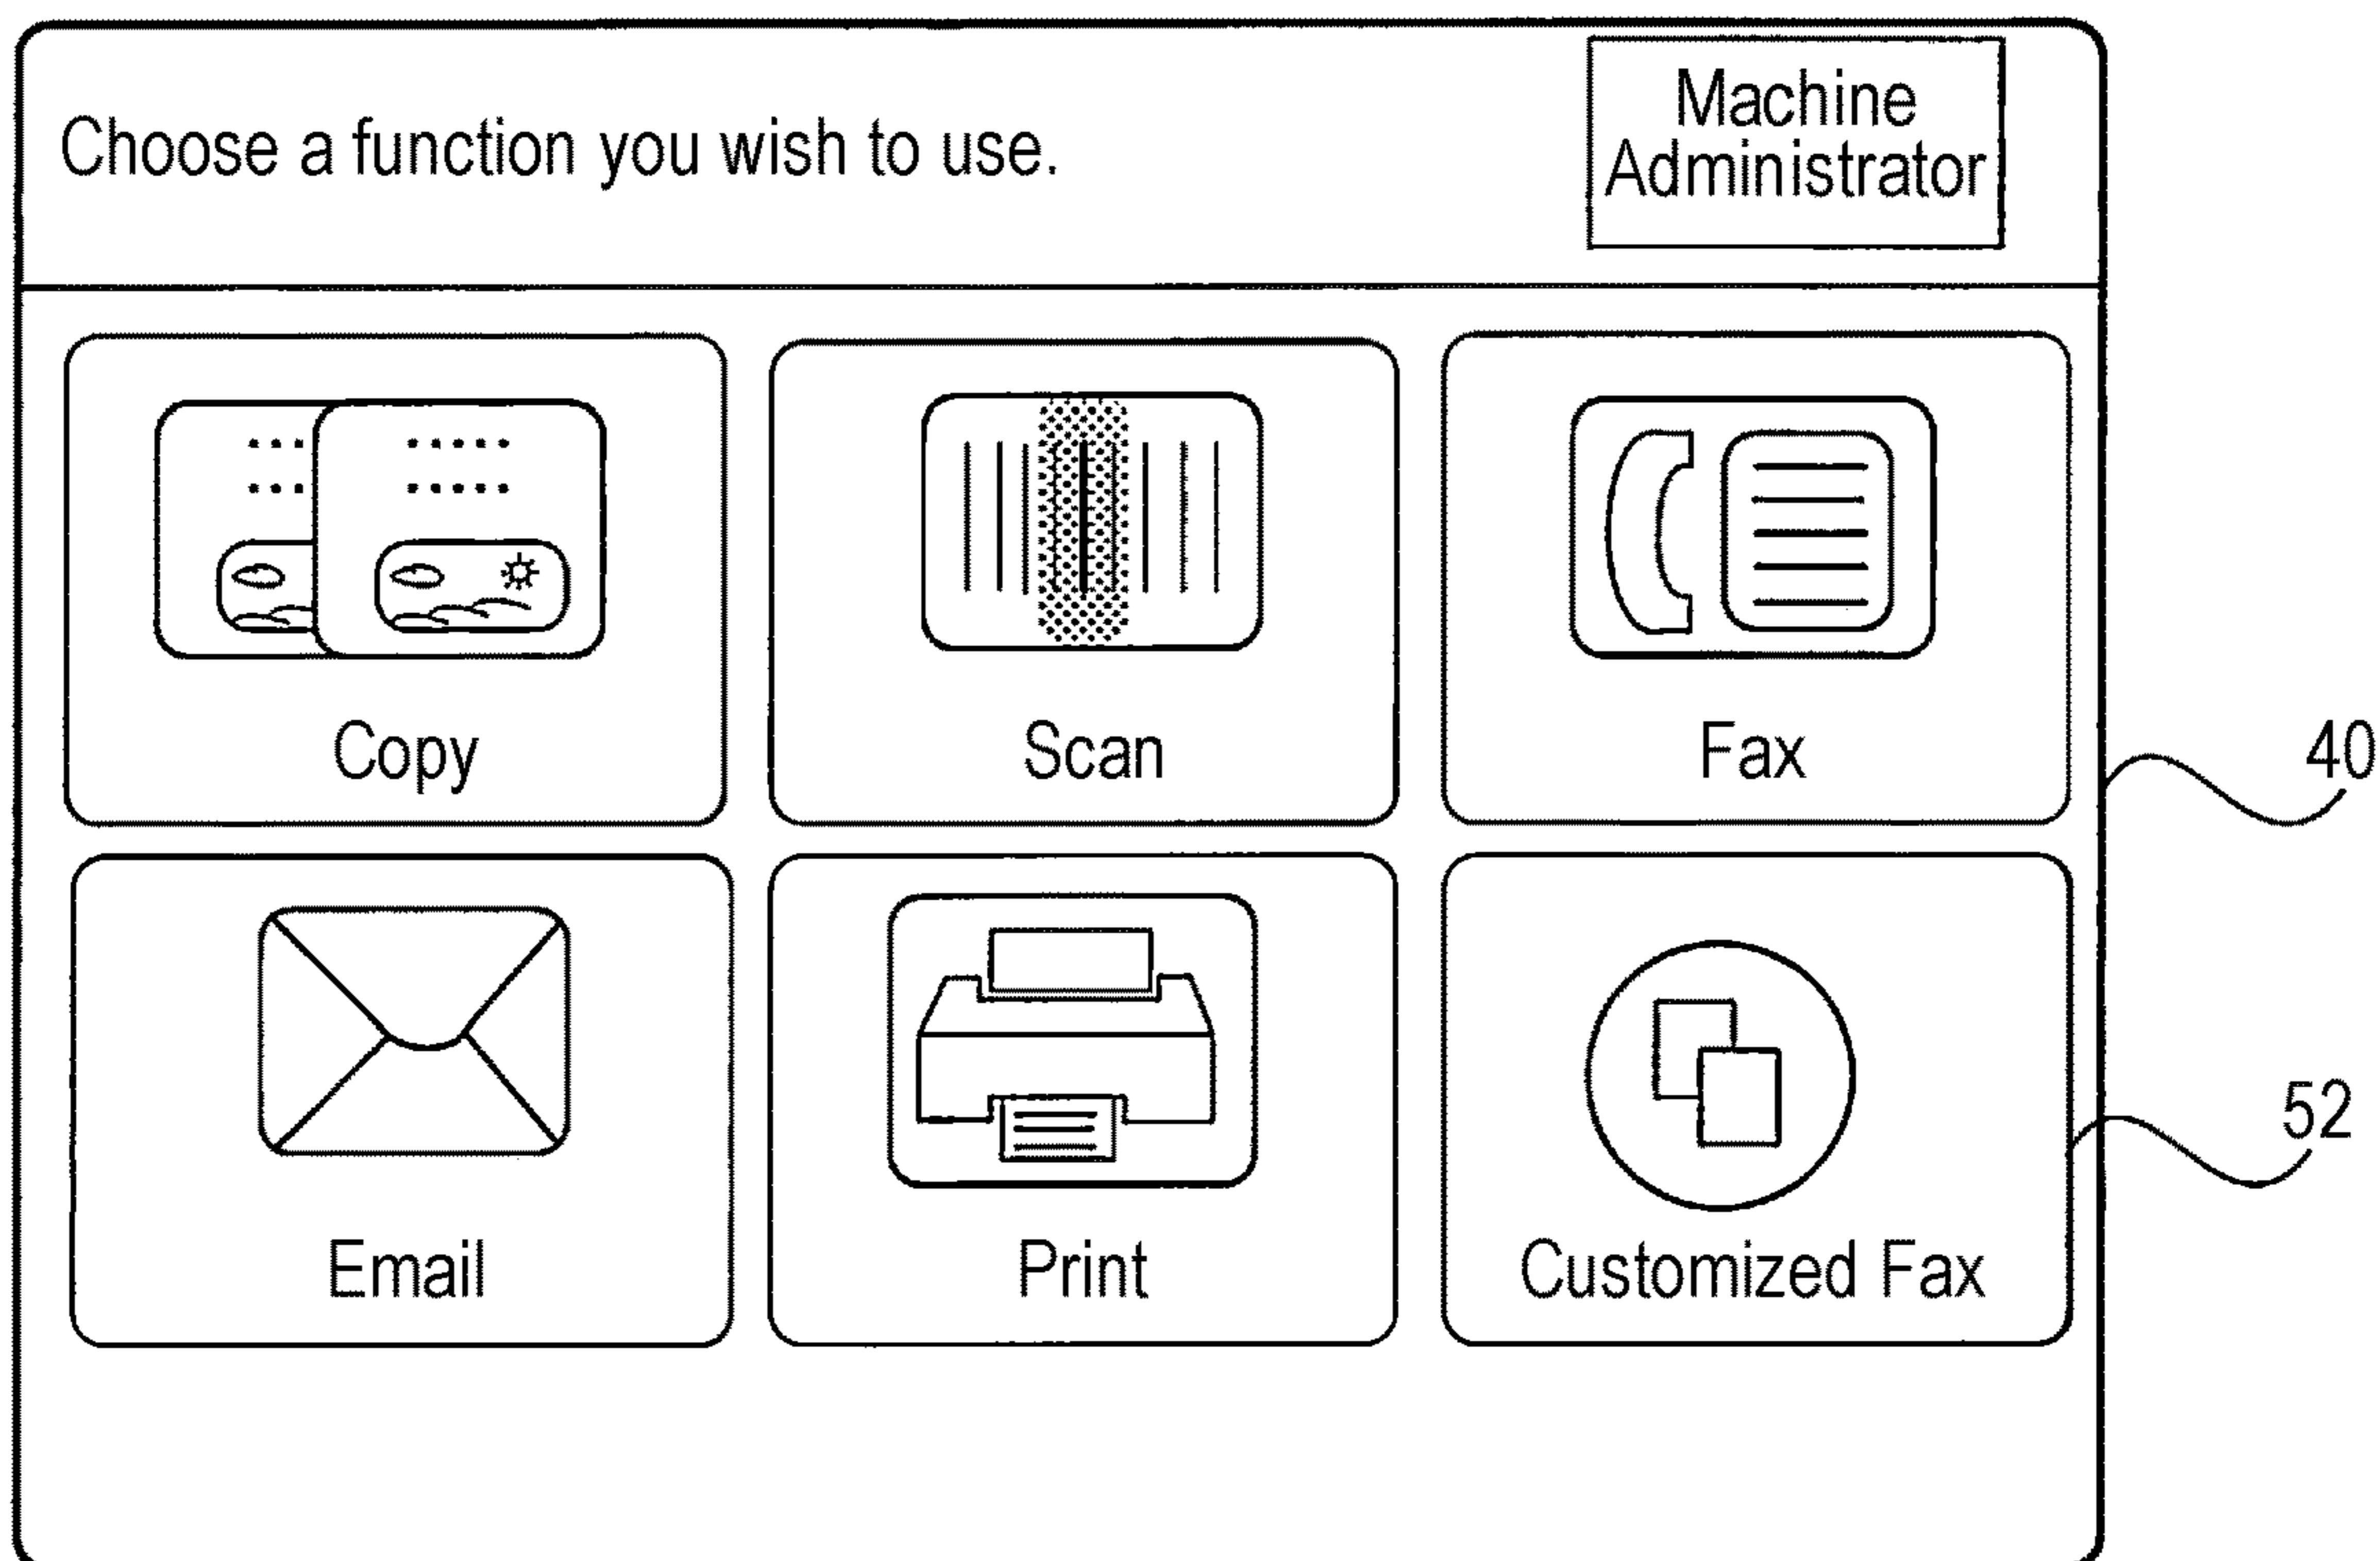 Choose a function you wish to use.
Machine
Administrator
Copy
Scan
Fax
40
Email
Print
Customized Fax
52